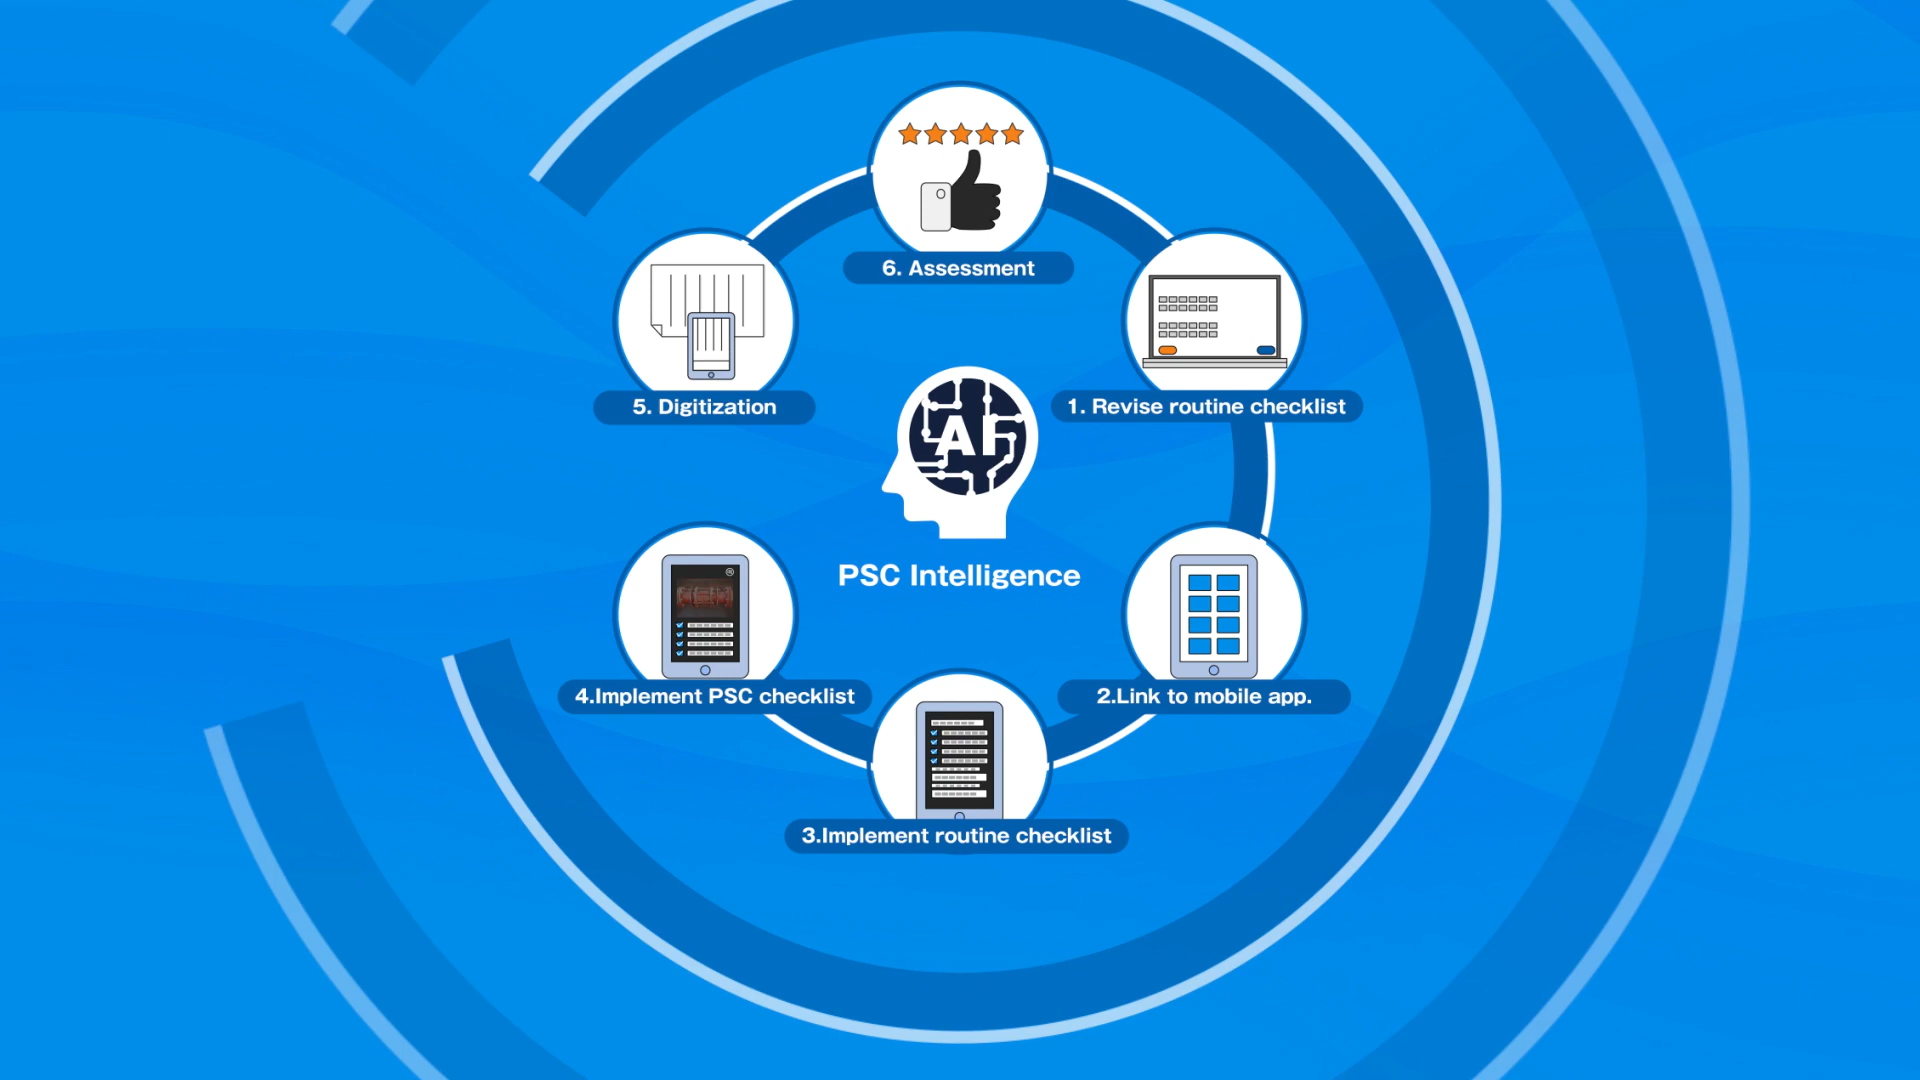 6. Assessment
5. Digitization
1. Revise routine checklist
AI
PSC Intelligence
4.Implement PSC checklist
2.Link to mobile app.
3.Implement routine checklist